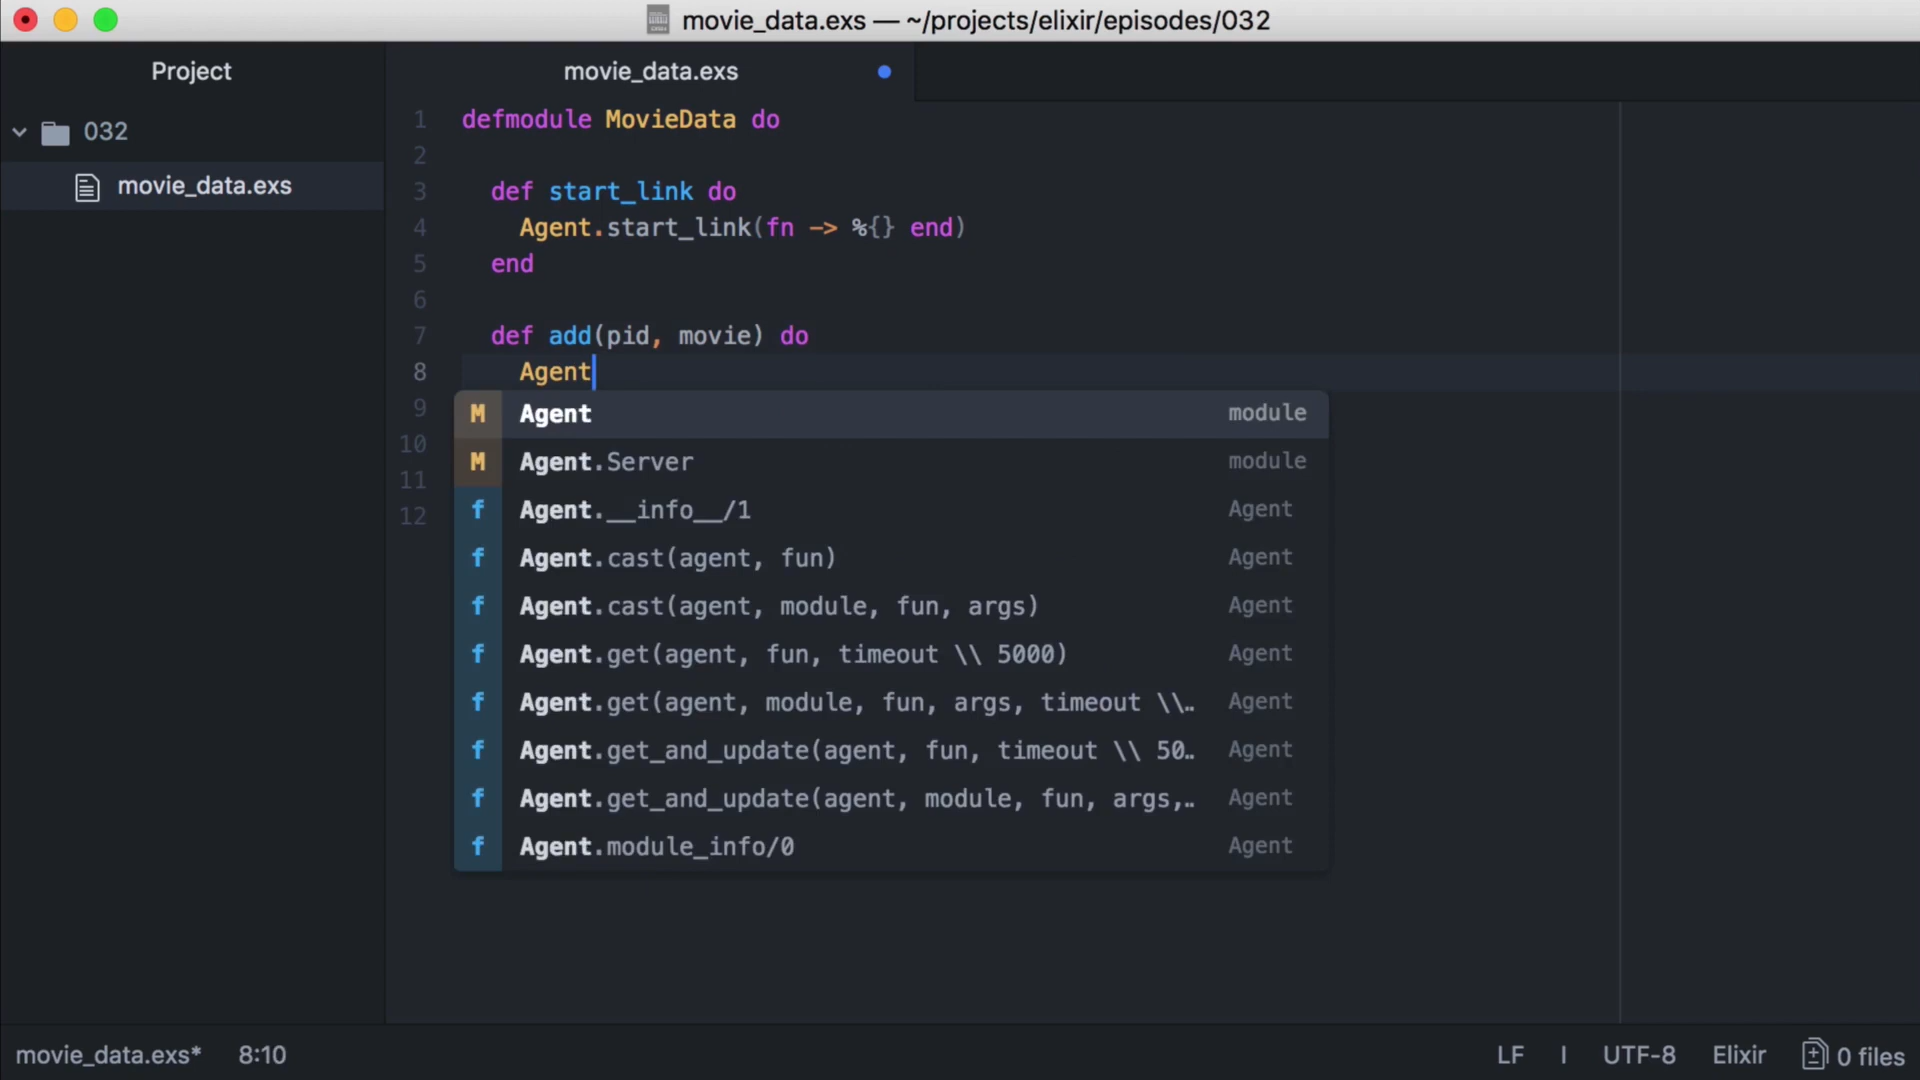 movie_data.exs — ~/projects/elixir/episodes/032
Project
movie_data.exs
032
movie_data.exs
1 defmodule MovieData do
2
3 def start_link do
4 Agent.start_link(fn -> %{} end)
5 end
6
7 def add(pid, movie) do
8 Agent
9
10
11
12
M Agent module
M Agent.Server module
f Agent.__info__/1 Agent
f Agent.cast(agent, fun) Agent
f Agent.cast(agent, module, fun, args) Agent
f Agent.get(agent, fun, timeout \\ 5000) Agent
f Agent.get(agent, module, fun, args, timeout \\… Agent
f Agent.get_and_update(agent, fun, timeout \\ 50… Agent
f Agent.get_and_update(agent, module, fun, args,… Agent
f Agent.module_info/0 Agent
movie_data.exs* 8:10 LF I UTF-8 Elixir 0 files